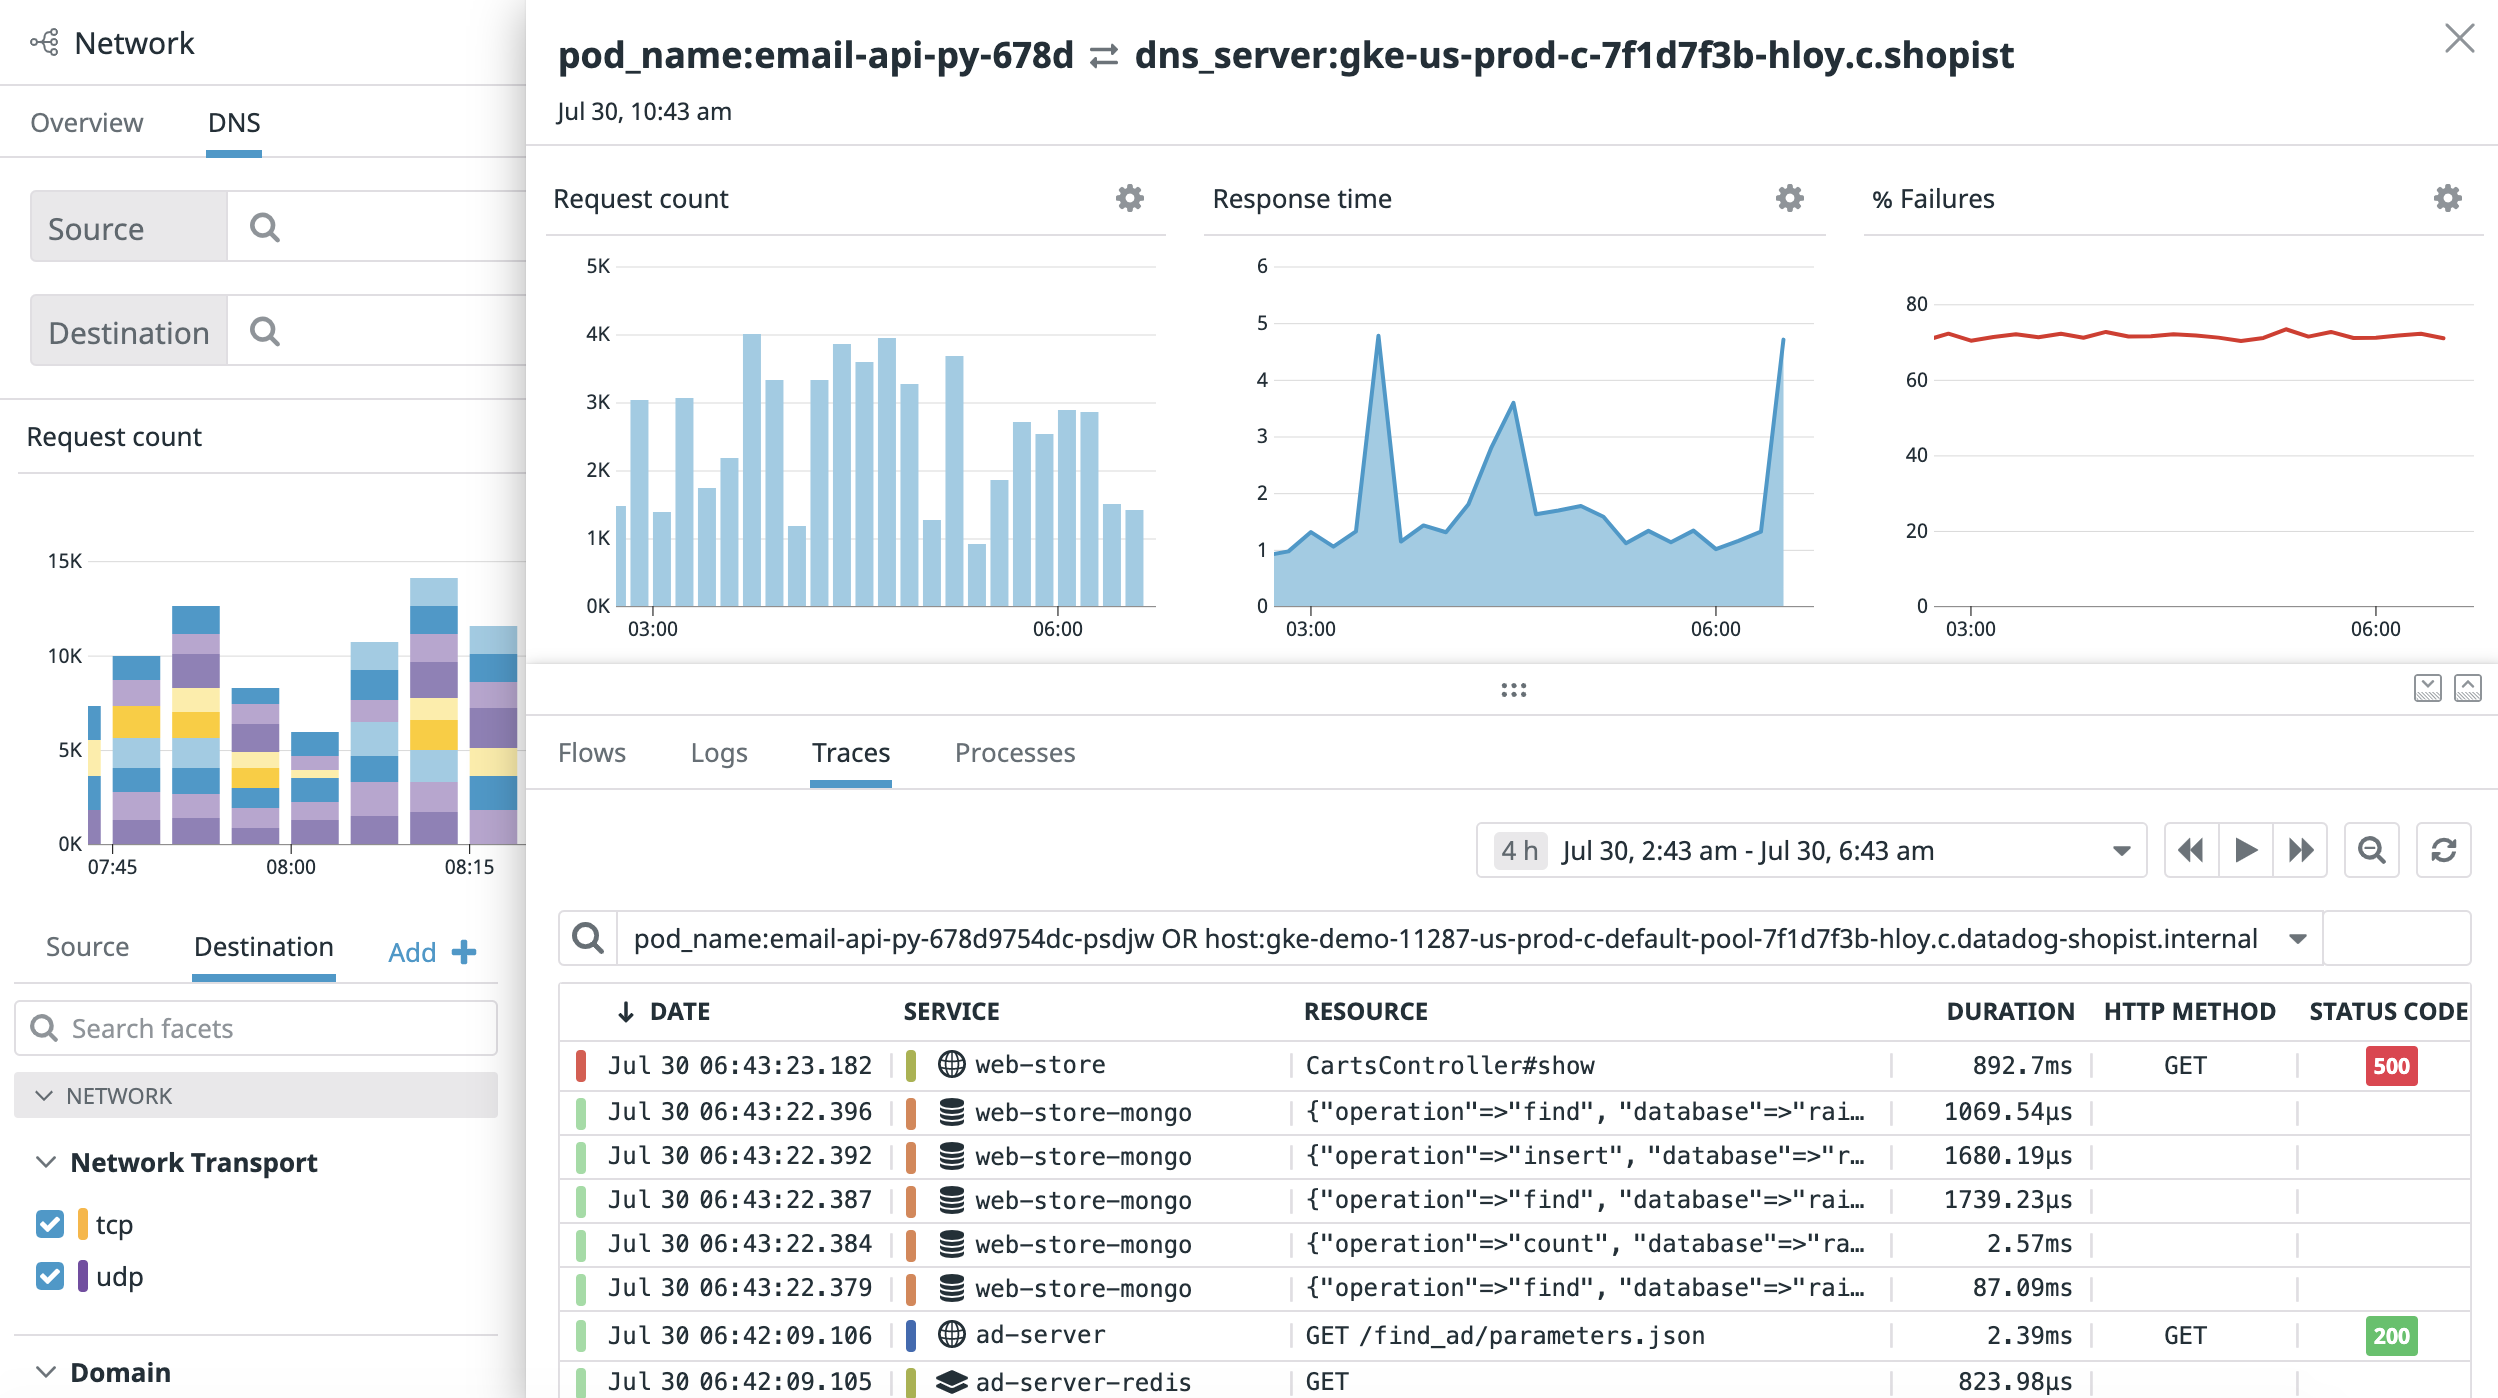 Network
Overview DNS
Source
Destination
Request count
15K
10K
5K
0K
07:45 08:00 08:15
Source Destination Add
Search facets
NETWORK
Network Transport
tcp
udp
Domain
pod_name:email-api-py-678d dns_server:gke-us-prod-c-7f1d7f3b-hloy.c.shopist
Jul 30, 10:43 am
Request count
5K
4K
3K
2K
1K
0K
03:00 06:00
Response time
6
5
4
3
2
1
0
03:00 06:00
% Failures
80
60
40
20
0
03:00 06:00
Flows Logs Traces Processes
4 h Jul 30, 2:43 am - Jul 30, 6:43 am
pod_name:email-api-py-678d9754dc-psdjw OR host:gke-demo-11287-us-prod-c-default-pool-7f1d7f3b-hloy.c.datadog-shopist.internal
DATE SERVICE RESOURCE DURATION HTTP METHOD STATUS CODE
Jul 30 06:43:23.182 web-store CartsController#show 892.7ms GET 500
Jul 30 06:43:22.396 web-store-mongo {"operation"=>"find", "database"=>"rai… 1069.54µs
Jul 30 06:43:22.392 web-store-mongo {"operation"=>"insert", "database"=>"r… 1680.19µs
Jul 30 06:43:22.387 web-store-mongo {"operation"=>"find", "database"=>"rai… 1739.23µs
Jul 30 06:43:22.384 web-store-mongo {"operation"=>"count", "database"=>"ra… 2.57ms
Jul 30 06:43:22.379 web-store-mongo {"operation"=>"find", "database"=>"rai… 87.09ms
Jul 30 06:42:09.106 ad-server GET /find_ad/parameters.json 2.39ms GET 200
Jul 30 06:42:09.105 ad-server-redis GET 823.98µs